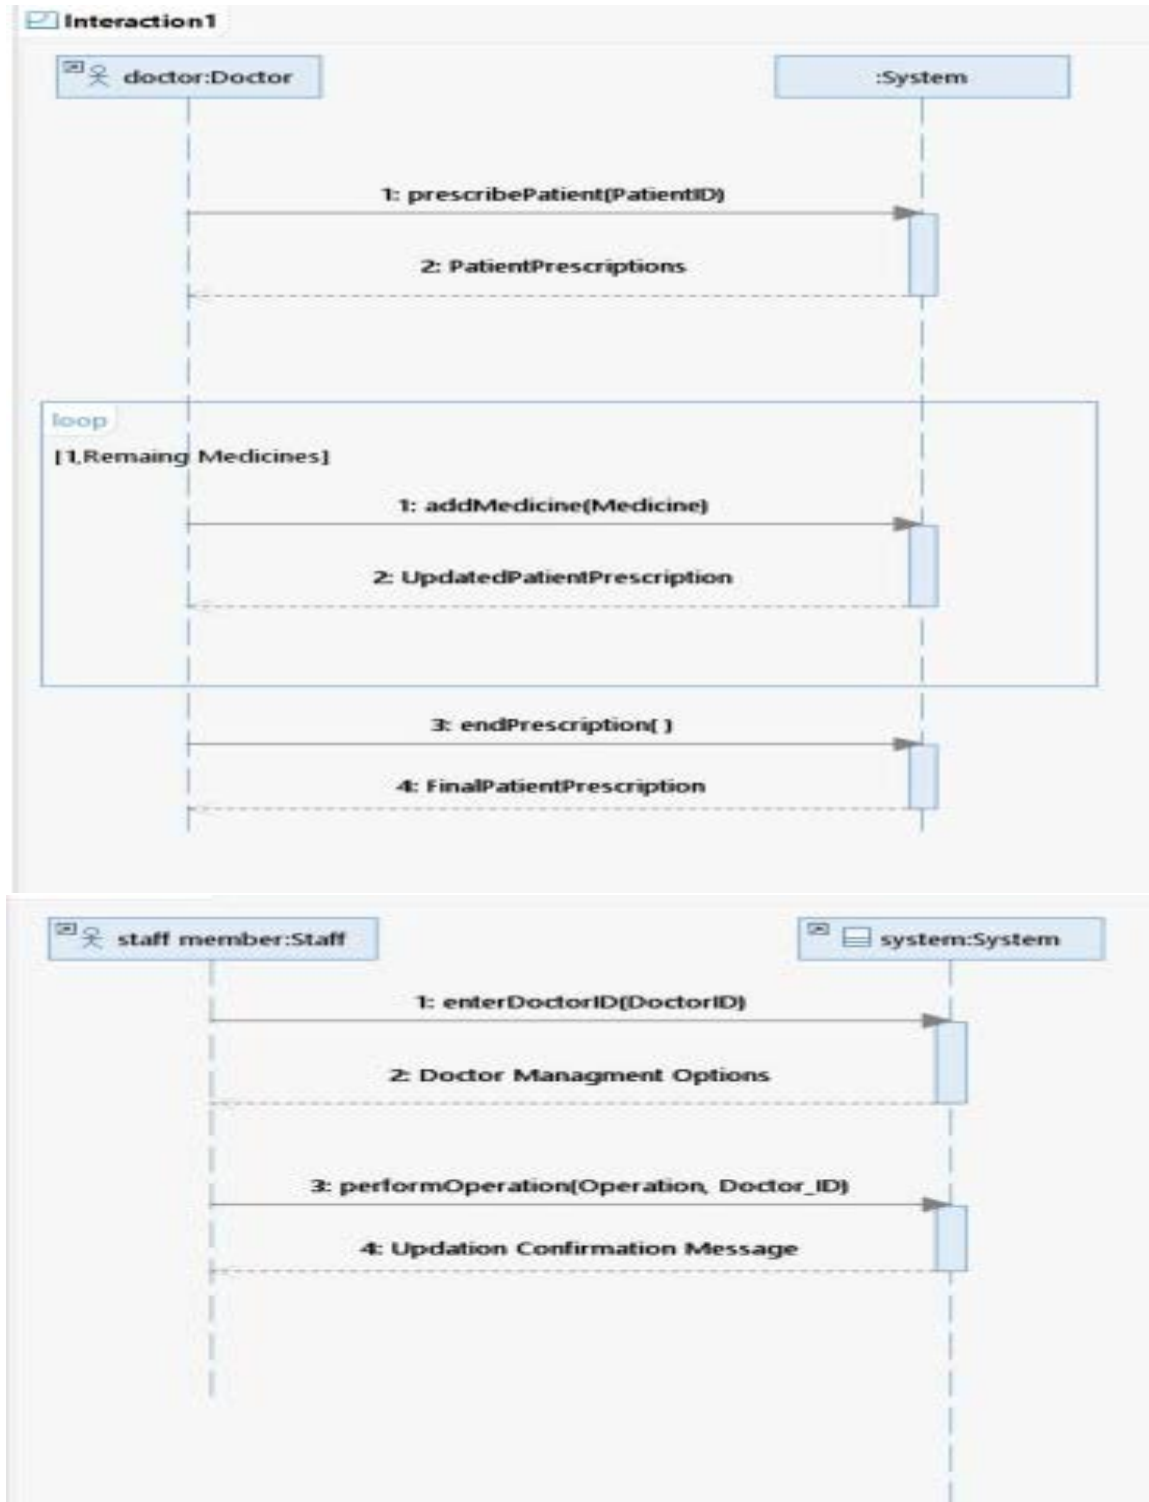 Interaction1
doctor:Doctor
:System
1: prescribePatient(PatientID)
2: PatientPrescriptions
loop
[1,Remaing Medicines]
1: addMedicine(Medicine)
2: UpdatedPatientPrescription
3: endPrescription( )
4: FinalPatientPrescription
staff member:Staff
system:System
1: enterDoctorID(DoctorID)
2: Doctor Managment Options
3: performOperation(Operation, Doctor_ID)
4: Updation Confirmation Message